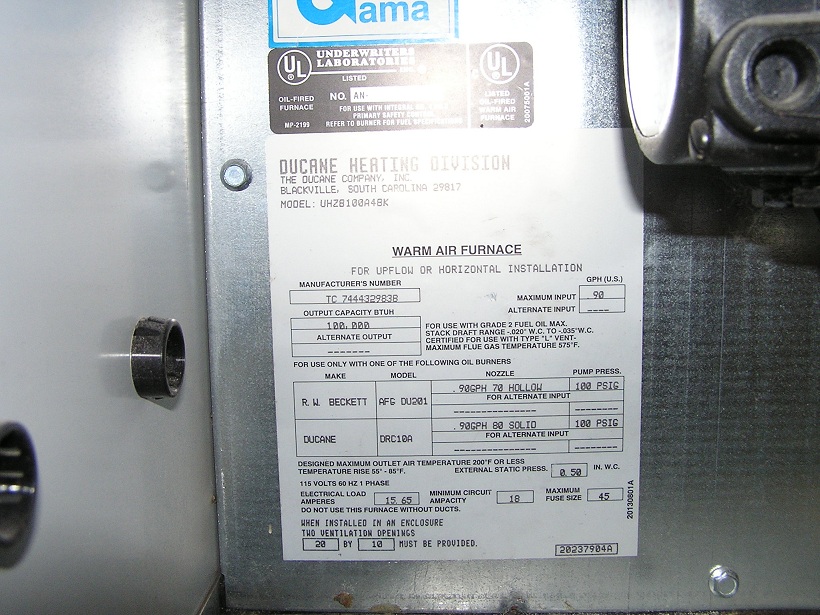 Gama
UL
UNDERWRITERS
LABORATORIES
LISTED
OIL-FIRED
FURNACE
NO. AN-
FOR USE WITH INTEGRAL
PRIMARY SAFETY
REFER TO BURNER FOR FUEL
MP-2199
UL
LISTED
OIL-FIRED
WARM AIR
FURNACE
20075001A
DUCANE HEATING DIVISION
THE DUCANE COMPANY, INC.
BLACKVILLE, SOUTH CAROLINA 29817
MODEL: UHZB100A4BK
WARM AIR FURNACE
FOR UPFLOW OR HORIZONTAL INSTALLATION
MANUFACTURER'S NUMBER
TC 7444329838
GPH (U.S.)
MAXIMUM INPUT .90
ALTERNATE INPUT ----
OUTPUT CAPACITY BTUH
100,000
ALTERNATE OUTPUT
-------
FOR USE WITH GRADE 2 FUEL OIL MAX.
STACK DRAFT RANGE -.020" W.C. TO -.035"W.C.
CERTIFIED FOR USE WITH TYPE "L" VENT-
MAXIMUM FLUE GAS TEMPERATURE 575°F.
FOR USE ONLY WITH ONE OF THE FOLLOWING OIL BURNERS
MAKE MODEL NOZZLE PUMP PRESS.
R.W. BECKETT AFG DU201 .90GPH 70 HOLLOW 100 PSIG
FOR ALTERNATE INPUT
--------------- ------
DUCANE DRC10A .90GPH 80 SOLID 100 PSIG
FOR ALTERNATE INPUT
--------------- ------
DESIGNED MAXIMUM OUTLET AIR TEMPERATURE 200°F OR LESS
TEMPERATURE RISE 55° - 85°F. EXTERNAL STATIC PRESS. 0.50 IN. W.C.
115 VOLTS 60 HZ 1 PHASE
ELECTRICAL LOAD
AMPERES 15.65
MINIMUM CIRCUIT
AMPACITY 18
MAXIMUM
FUSE SIZE 45
DO NOT USE THIS FURNACE WITHOUT DUCTS.
WHEN INSTALLED IN AN ENCLOSURE
TWO VENTILATION OPENINGS
20 BY 10 MUST BE PROVIDED.
20237904A
20130801A